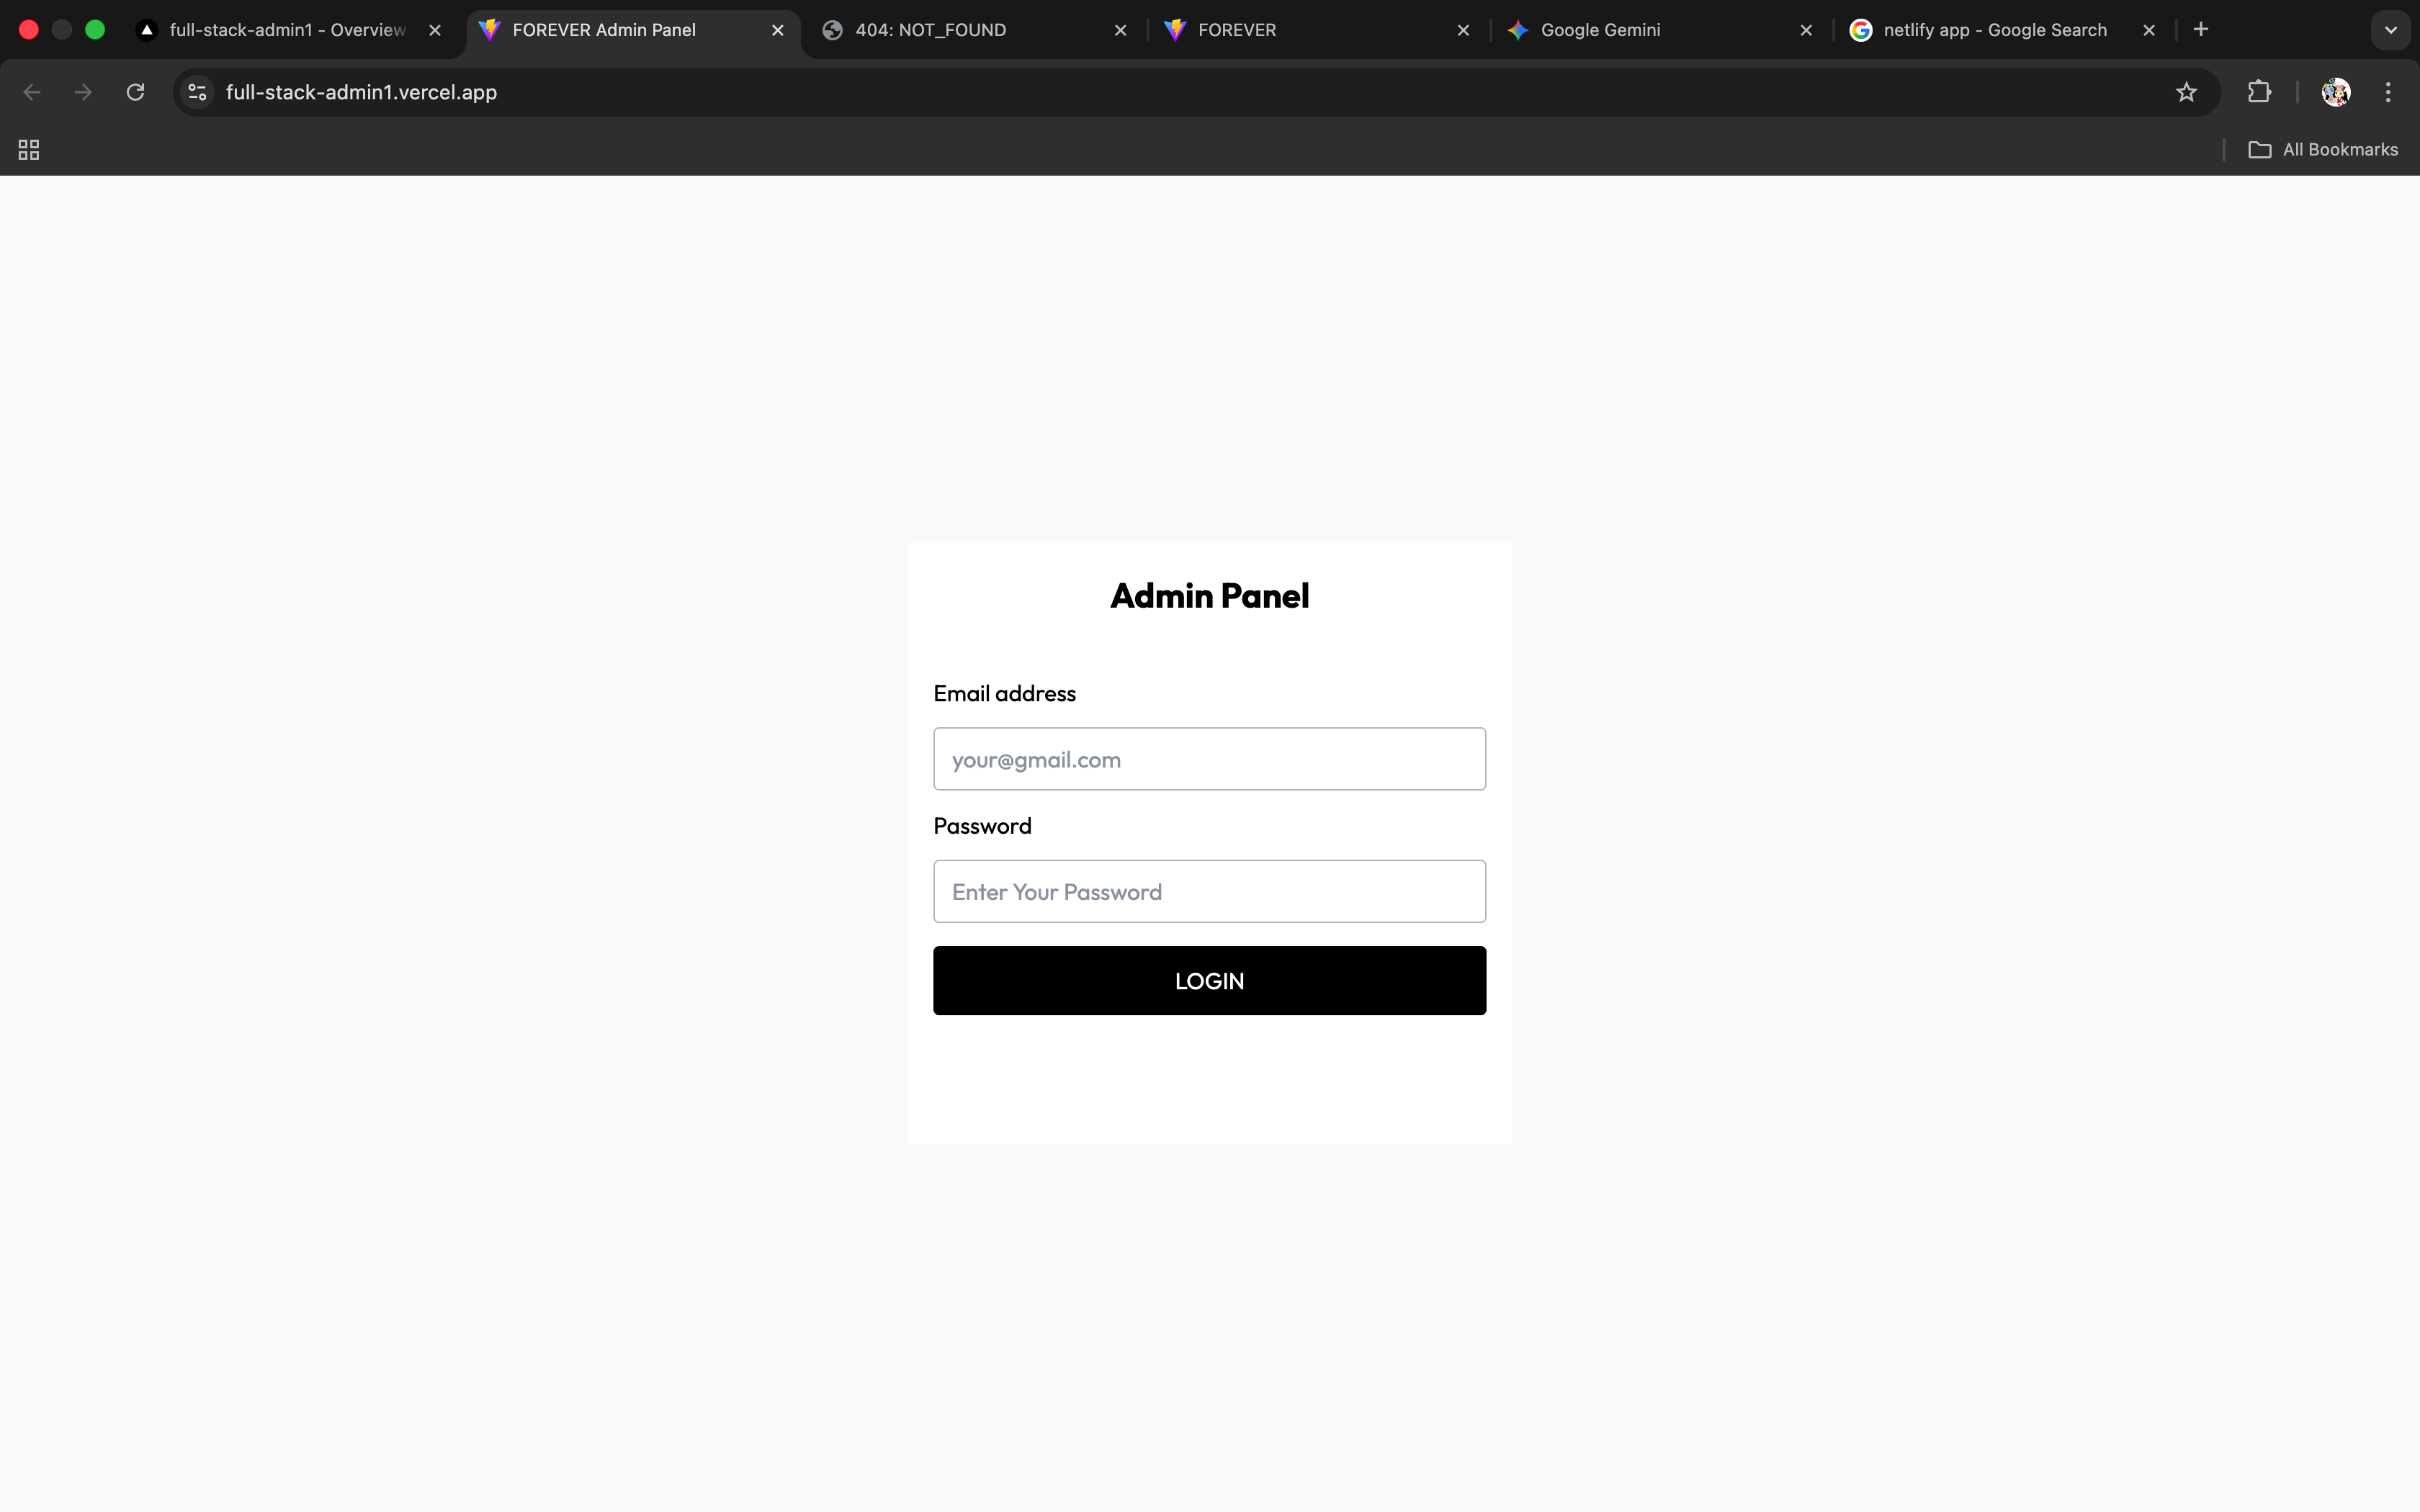 full-stack-admin1 - Overview
FOREVER Admin Panel
404: NOT_FOUND
FOREVER
Google Gemini
netlify app - Google Search
full-stack-admin1.vercel.app
All Bookmarks
Admin Panel
Email address
your@gmail.com
Password
Enter Your Password
LOGIN